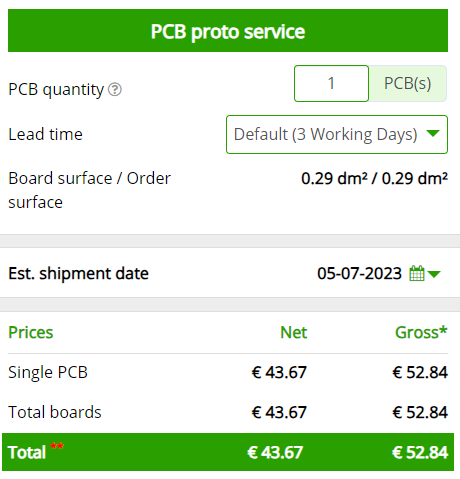 PCB proto service
PCB quantity ? 1 PCB(s)
Lead time Default (3 Working Days)
Board surface / Order 0.29 dm² / 0.29 dm²
surface
Est. shipment date 05-07-2023
Prices Net Gross*
Single PCB € 43.67 € 52.84
Total boards € 43.67 € 52.84
Total ** € 43.67 € 52.84